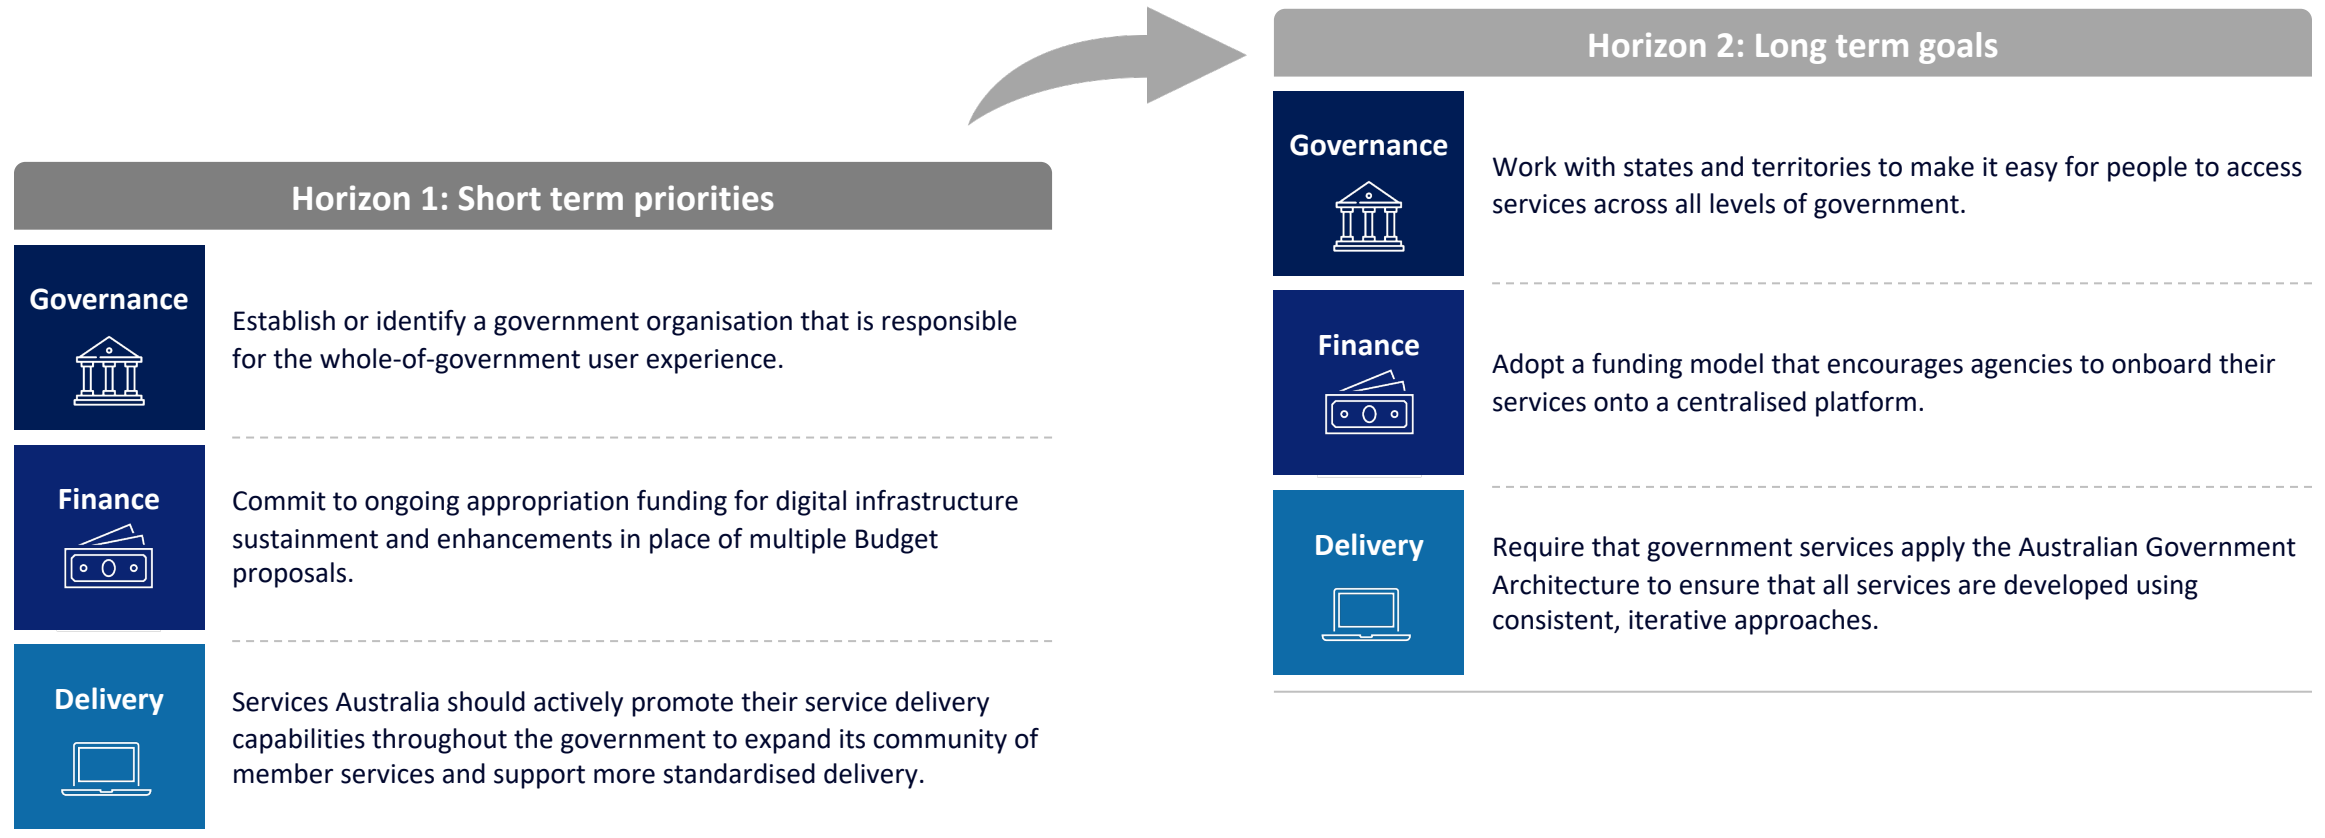 Horizon 1: Short term priorities
Governance
Establish or identify a government organisation that is responsible
for the whole-of-government user experience.
Finance
Commit to ongoing appropriation funding for digital infrastructure
sustainment and enhancements in place of multiple Budget
proposals.
Delivery
Services Australia should actively promote their service delivery
capabilities throughout the government to expand its community of
member services and support more standardised delivery.
Horizon 2: Long term goals
Governance
Work with states and territories to make it easy for people to access
services across all levels of government.
Finance
Adopt a funding model that encourages agencies to onboard their
services onto a centralised platform.
Delivery
Require that government services apply the Australian Government
Architecture to ensure that all services are developed using
consistent, iterative approaches.